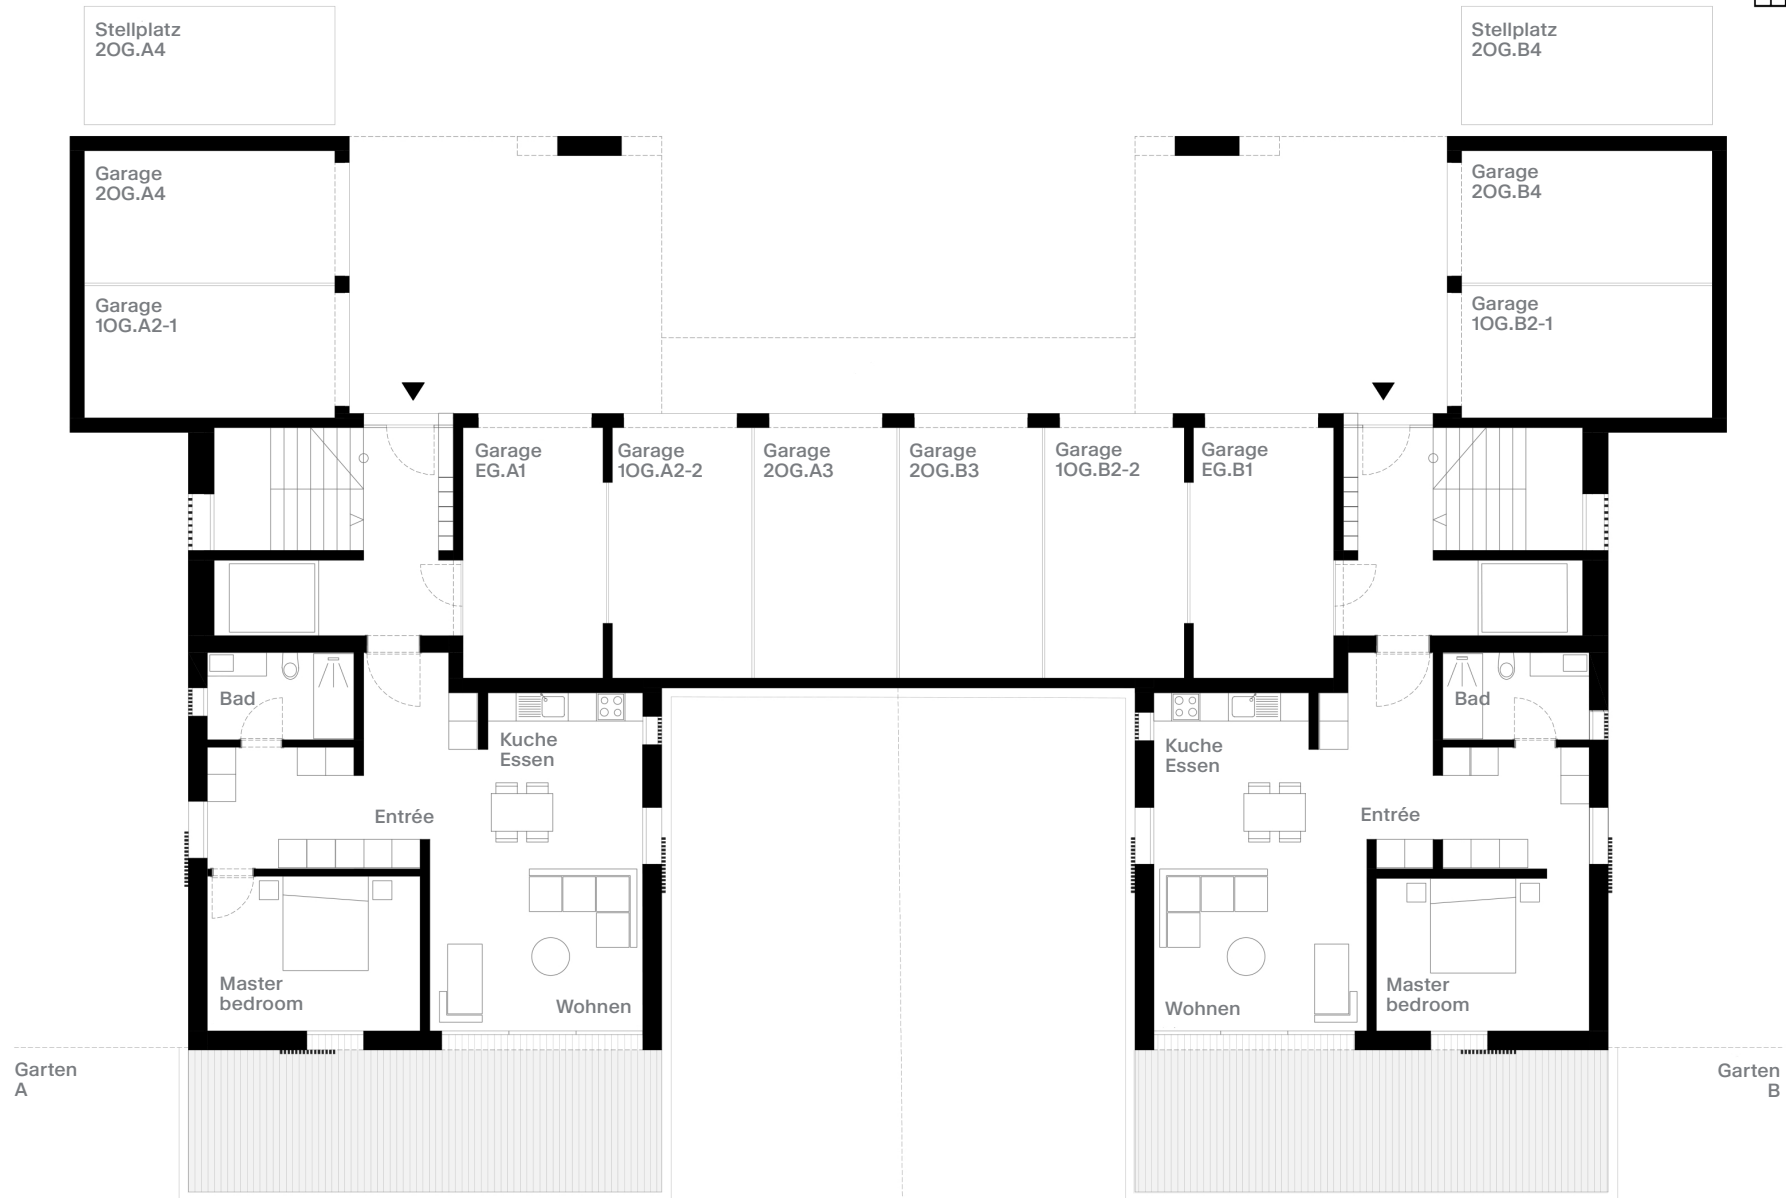 Stellplatz
2OG.A4
Stellplatz
2OG.B4
Garage
2OG.A4
Garage
2OG.B4
Garage
1OG.A2-1
Garage
1OG.B2-1
Garage
EG.A1
Garage
1OG.A2-2
Garage
2OG.A3
Garage
2OG.B3
Garage
1OG.B2-2
Garage
EG.B1
Bad
Kuche
Essen
Entrée
Master
bedroom
Wohnen
Kuche
Essen
Bad
Entrée
Wohnen
Master
bedroom
Garten
A
Garten
B